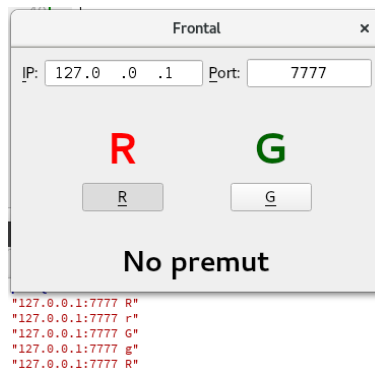 Frontal ×
IP: 127.0 .0 .1 Port: 7777
R G
R G
No premut
"127.0.0.1:7777 R"
"127.0.0.1:7777 r"
"127.0.0.1:7777 G"
"127.0.0.1:7777 g"
"127.0.0.1:7777 R"